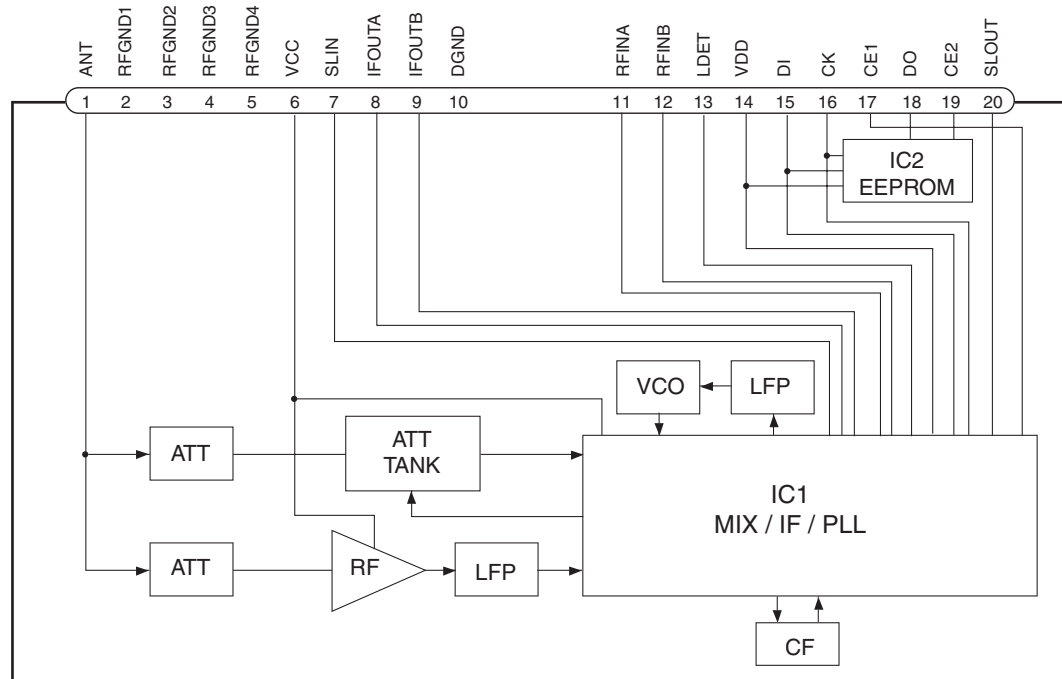 ANT RFGND1 RFGND2 RFGND3 RFGND4 VCC SLIN IFOUTA IFOUTB DGND RFINA RFINB LDET VDD DI CK CE1 DO CE2 SLOUT
1 2 3 4 5 6 7 8 9 10 11 12 13 14 15 16 17 18 19 20
IC2
EEPROM
VCO
LFP
ATT
ATT
TANK
IC1
MIX / IF / PLL
ATT
RF
LFP
CF